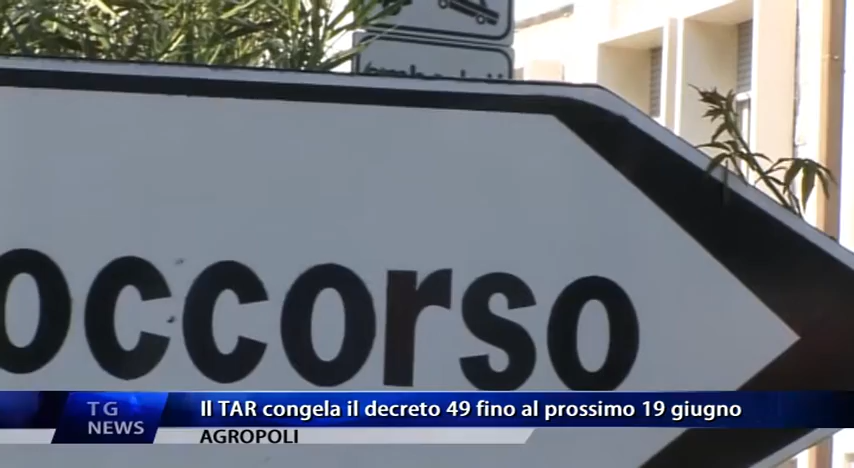 occorso
TG
NEWS
Il TAR congela il decreto 49 fino al prossimo 19 giugno
AGROPOLI